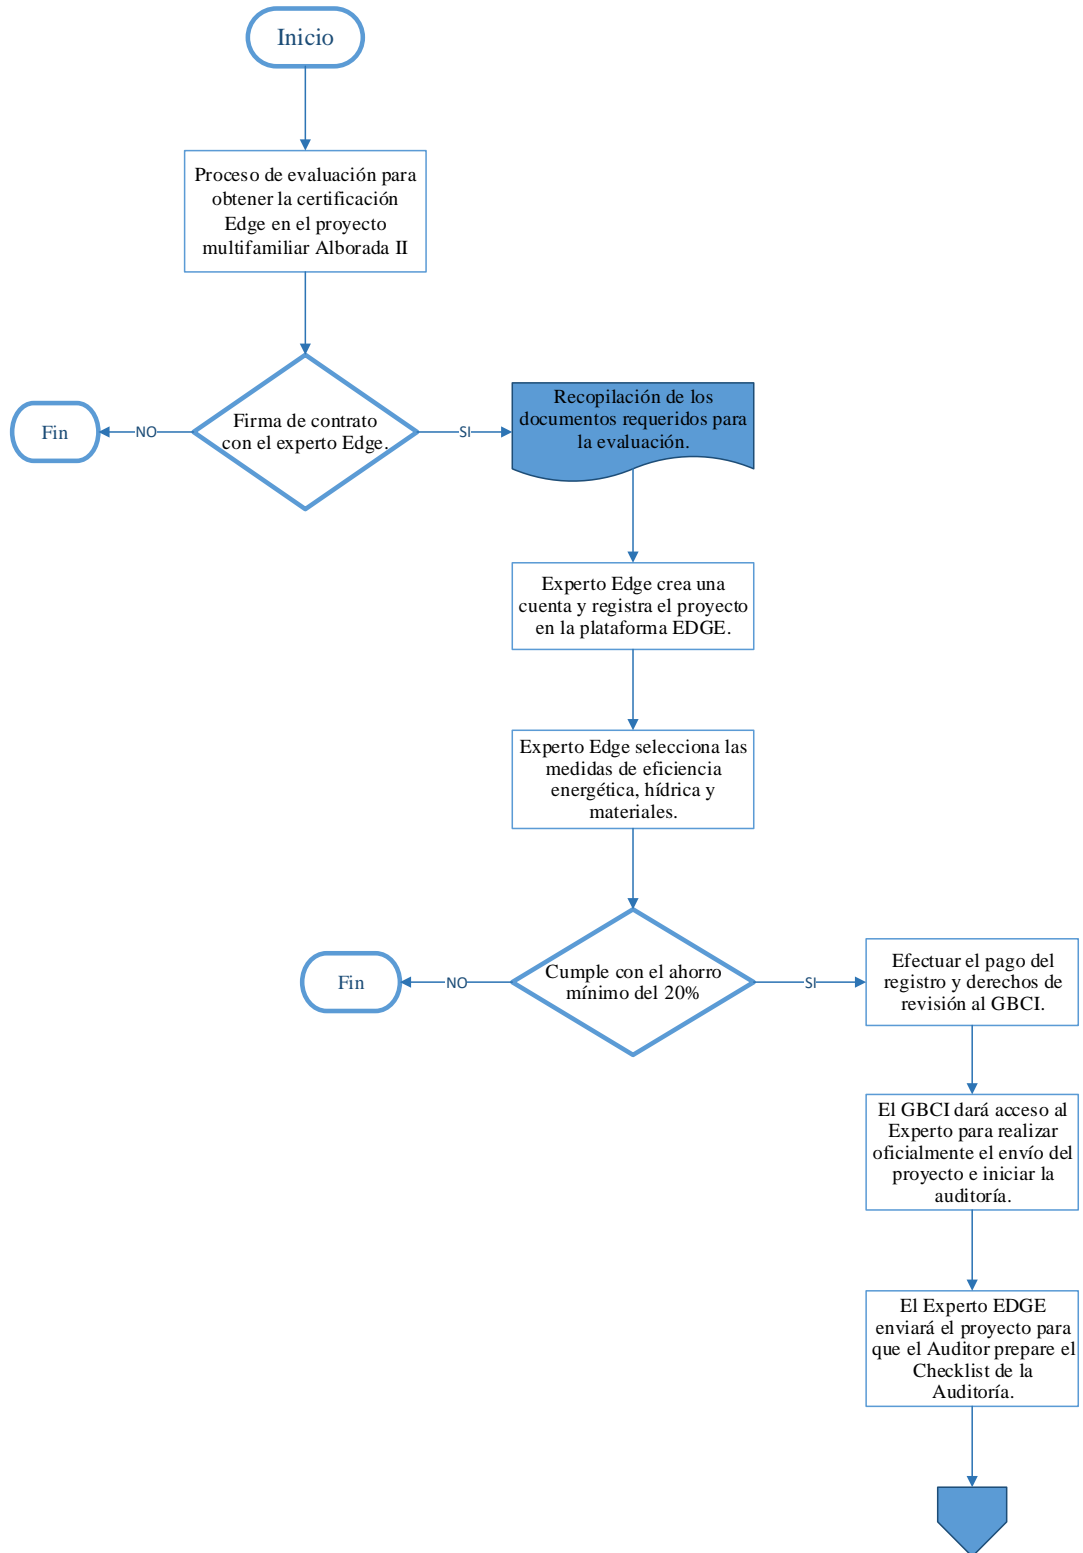 Inicio
Proceso de evaluación para
obtener la certificación
Edge en el proyecto
multifamiliar Alborada II
Firma de contrato
con el experto Edge.
NO
Fin
SI
Recopilación de los
documentos requeridos para
la evaluación.
Experto Edge crea una
cuenta y registra el proyecto
en la plataforma EDGE.
Experto Edge selecciona las
medidas de eficiencia
energética, hídrica y
materiales.
Cumple con el ahorro
mínimo del 20%
NO
Fin
SI
Efectuar el pago del
registro y derechos de
revisión al GBCI.
El GBCI dará acceso al
Experto para realizar
oficialmente el envío del
proyecto e iniciar la
auditoría.
El Experto EDGE
enviará el proyecto para
que el Auditor prepare el
Checklist de la
Auditoría.